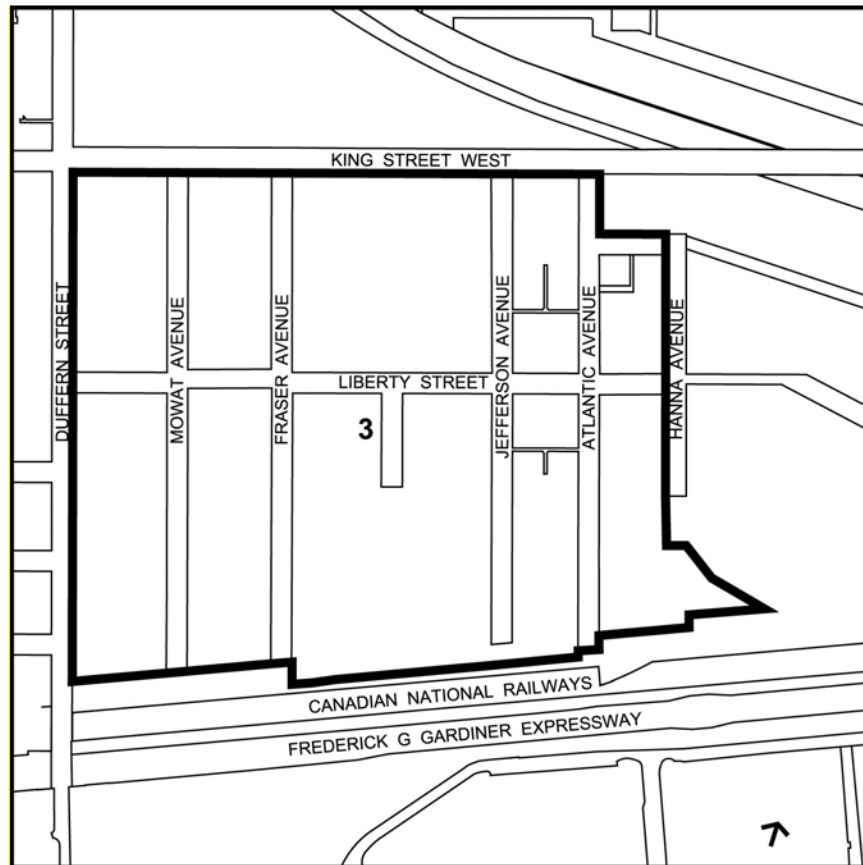 KING STREET WEST
DUFFERN STREET
MOWAT AVENUE
FRASER AVENUE
JEFFERSON AVENUE
ATLANTIC AVENUE
HANNA AVENUE
LIBERTY STREET
3
CANADIAN NATIONAL RAILWAYS
FREDERICK G GARDINER EXPRESSWAY